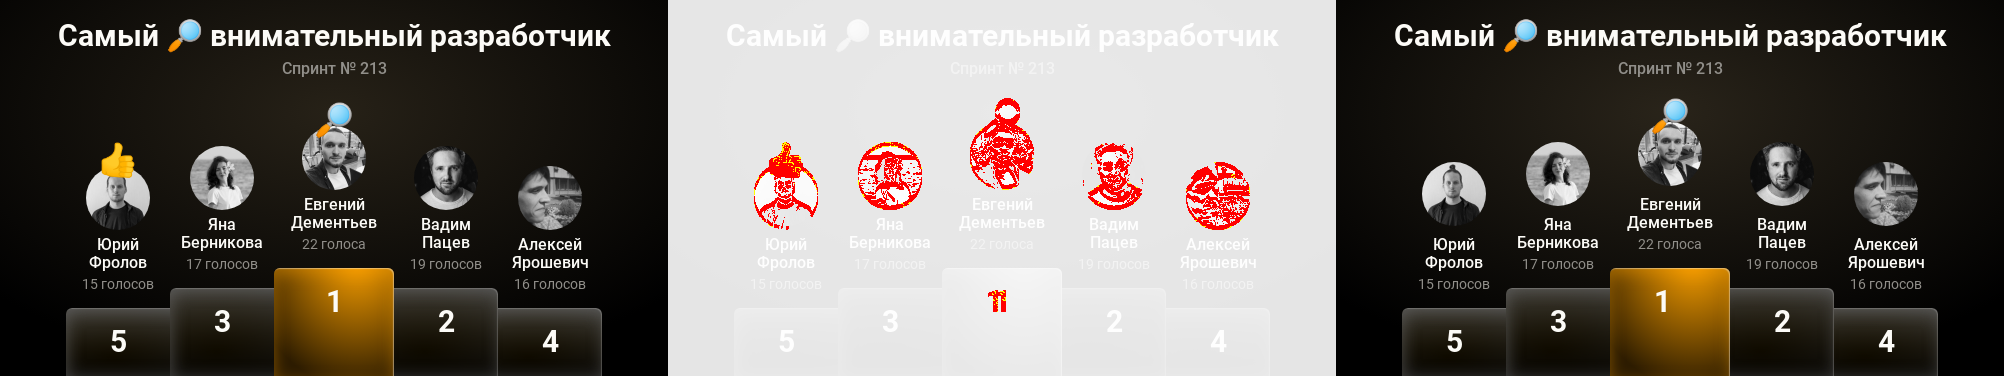 Самый 🔎 внимательный разработчик
Спринт № 213
Юрий
Фролов
15 голосов
Яна
Берникова
17 голосов
Евгений
Дементьев
22 голоса
Вадим
Пацев
19 голосов
Алексей
Ярошевич
16 голосов
5
3
1
2
4
Самый 🔎 внимательный разработчик
Спринт № 213
Юрий
Фролов
15 голосов
Яна
Берникова
17 голосов
Евгений
Дементьев
22 голоса
Вадим
Пацев
19 голосов
Алексей
Ярошевич
16 голосов
5
3
2
4
Самый 🔎 внимательный разработчик
Спринт № 213
Юрий
Фролов
15 голосов
Яна
Берникова
17 голосов
Евгений
Дементьев
22 голоса
Вадим
Пацев
19 голосов
Алексей
Ярошевич
16 голосов
5
3
1
2
4